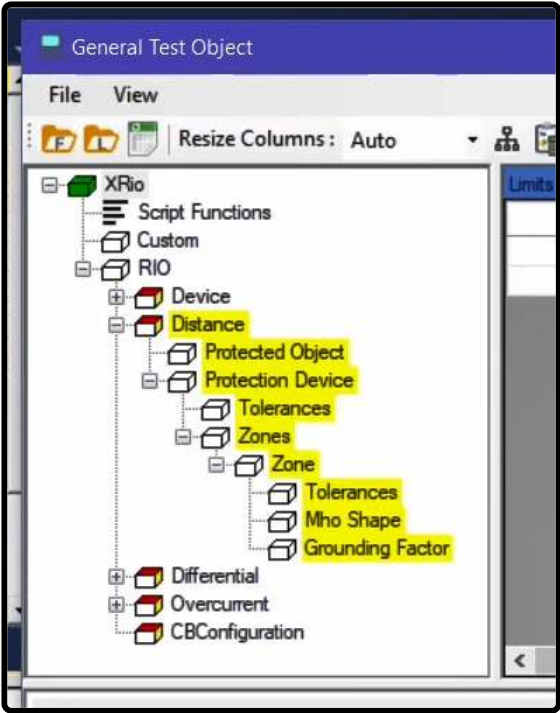 General Test Object
File View
F L Resize Columns : Auto
XRio
Limits
Script Functions
Custom
RIO
Device
Distance
Protected Object
Protection Device
Tolerances
Zones
Zone
Tolerances
Mho Shape
Grounding Factor
Differential
Overcurrent
CBConfiguration